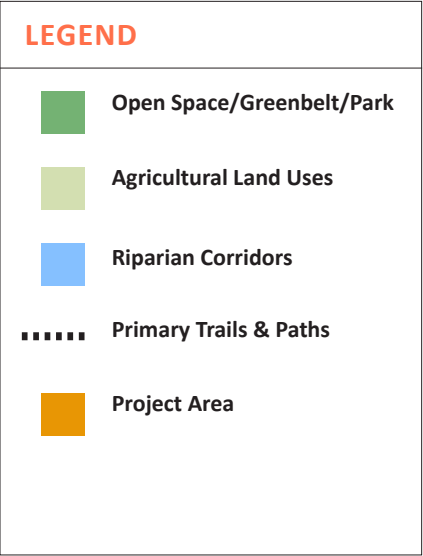 LEGEND
Open Space/Greenbelt/Park
Agricultural Land Uses
Riparian Corridors
Primary Trails & Paths
Project Area